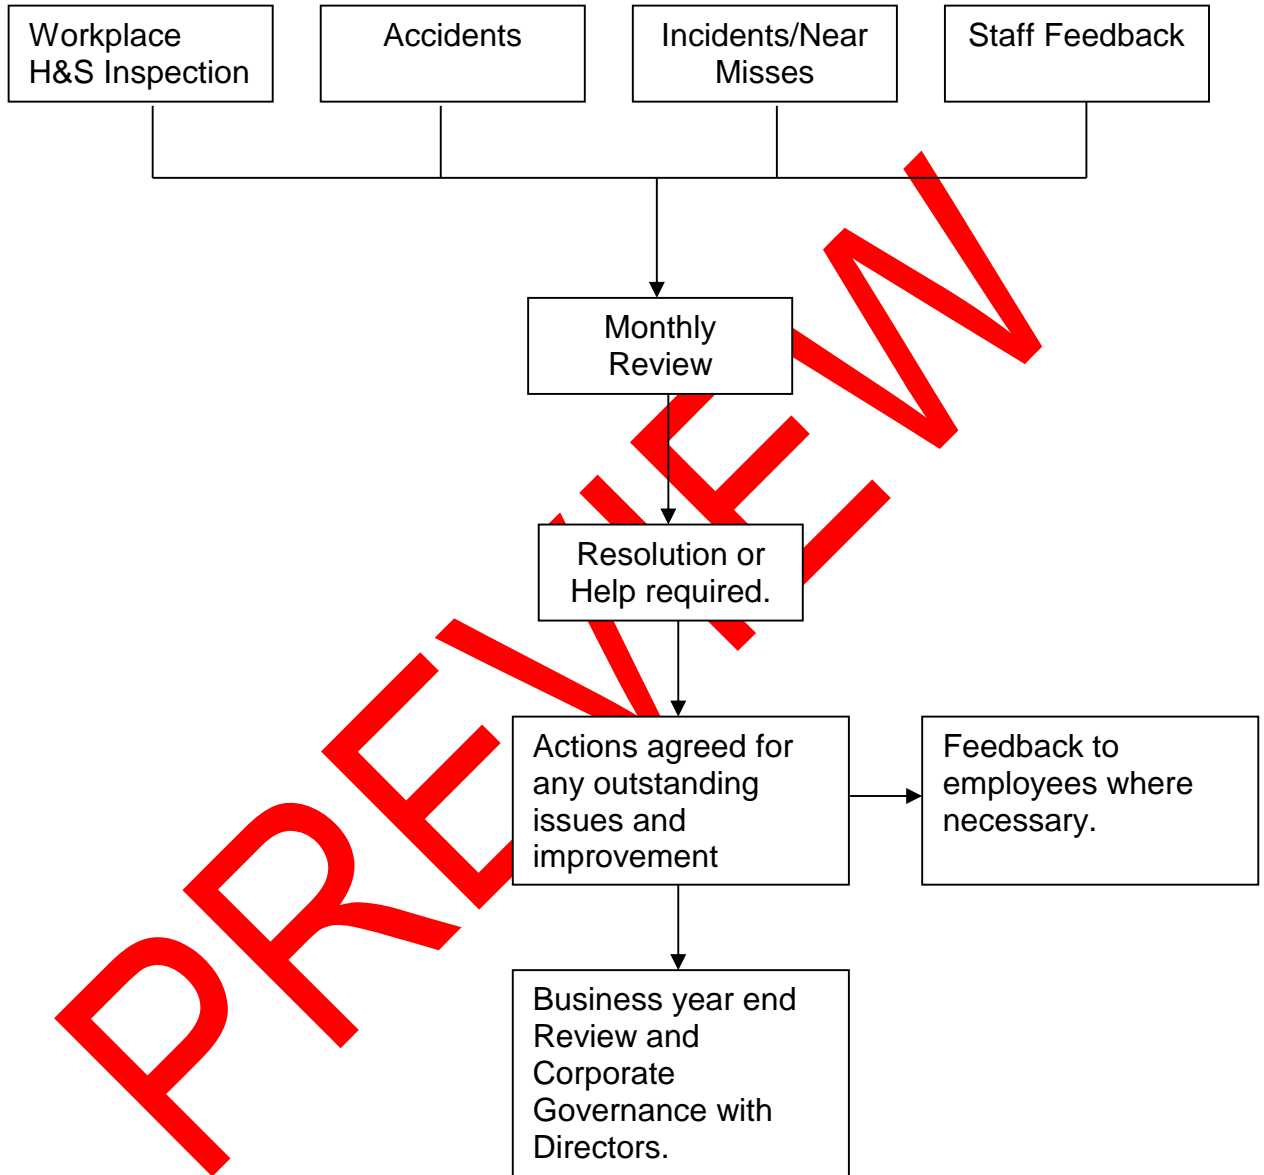 Workplace
H&S Inspection
Accidents
Incidents/Near
Misses
Staff Feedback
Monthly
Review
Resolution or
Help required.
Actions agreed for
any outstanding
issues and
improvement
Feedback to
employees where
necessary.
Business year end
Review and
Corporate
Governance with
Directors.
PREVIEW